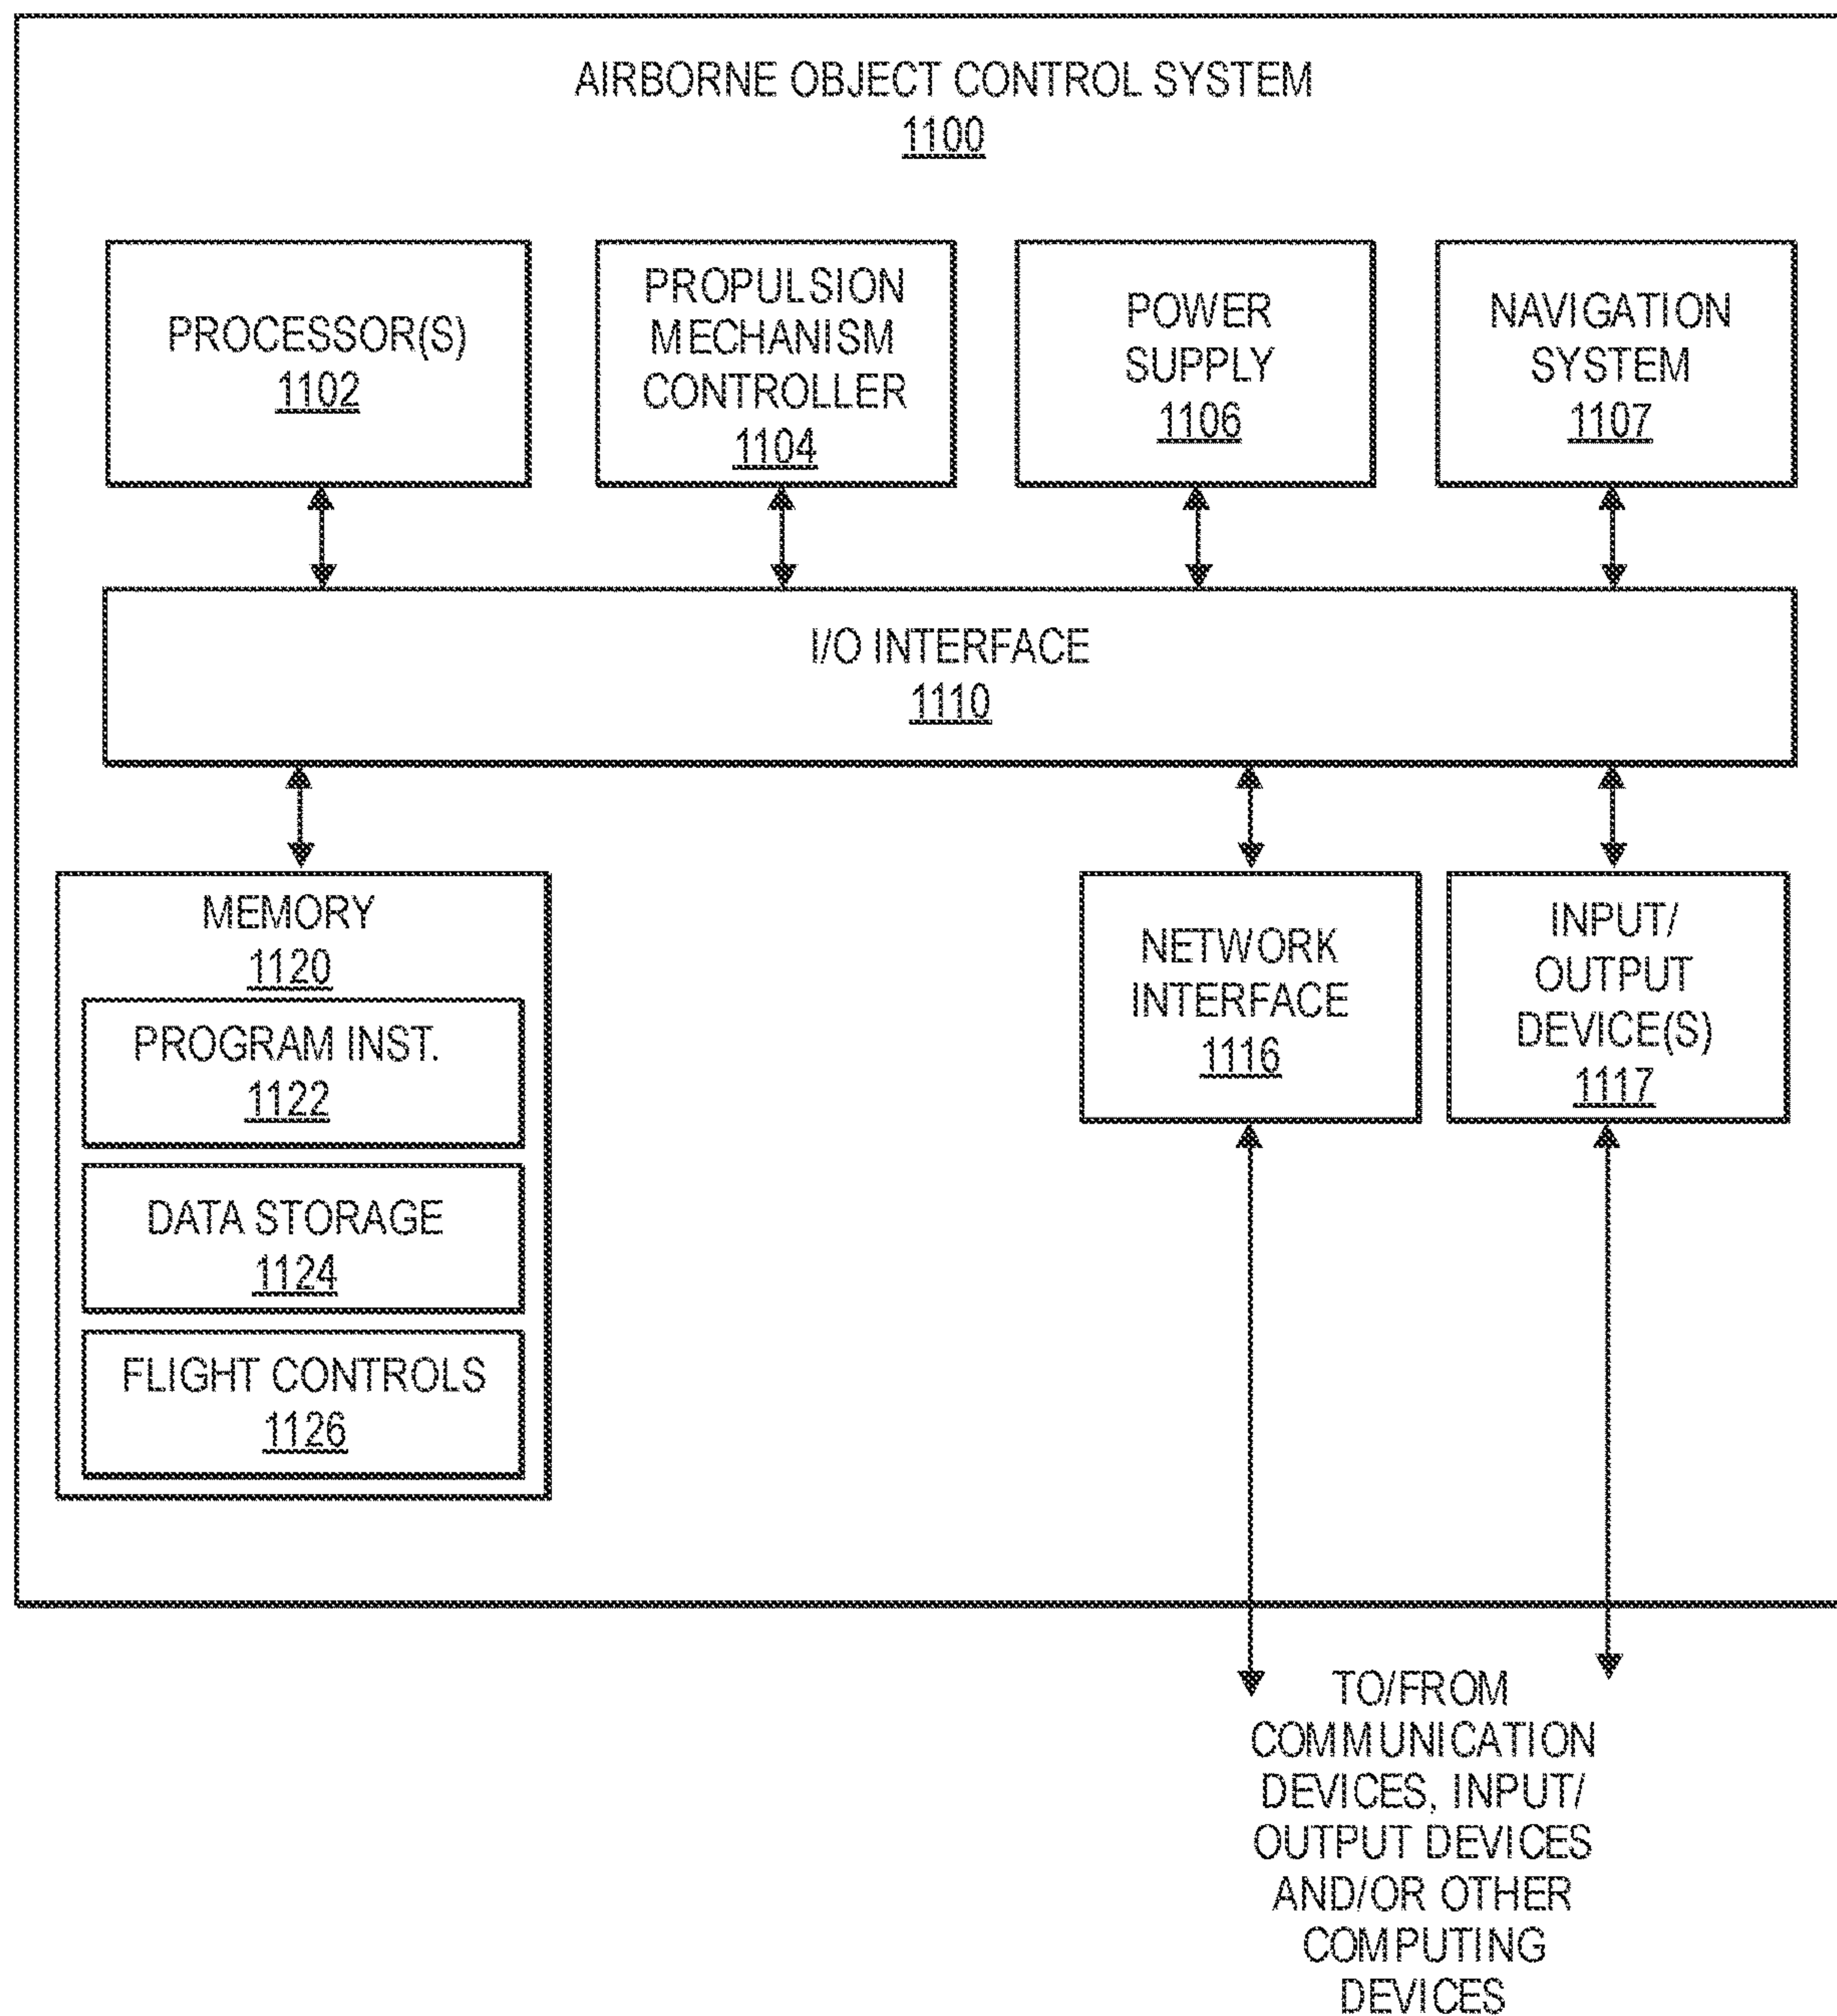 AIRBORNE OBJECT CONTROL SYSTEM
1100
PROCESSOR(S)
1102
PROPULSION
MECHANISM
CONTROLLER
1104
POWER
SUPPLY
1106
NAVIGATION
SYSTEM
1107
I/O INTERFACE
1110
MEMORY
1120
PROGRAM INST.
1122
DATA STORAGE
1124
FLIGHT CONTROLS
1126
NETWORK
INTERFACE
1116
INPUT/
OUTPUT
DEVICE(S)
1117
TO/FROM
COMMUNICATION
DEVICES, INPUT/
OUTPUT DEVICES
AND/OR OTHER
COMPUTING
DEVICES